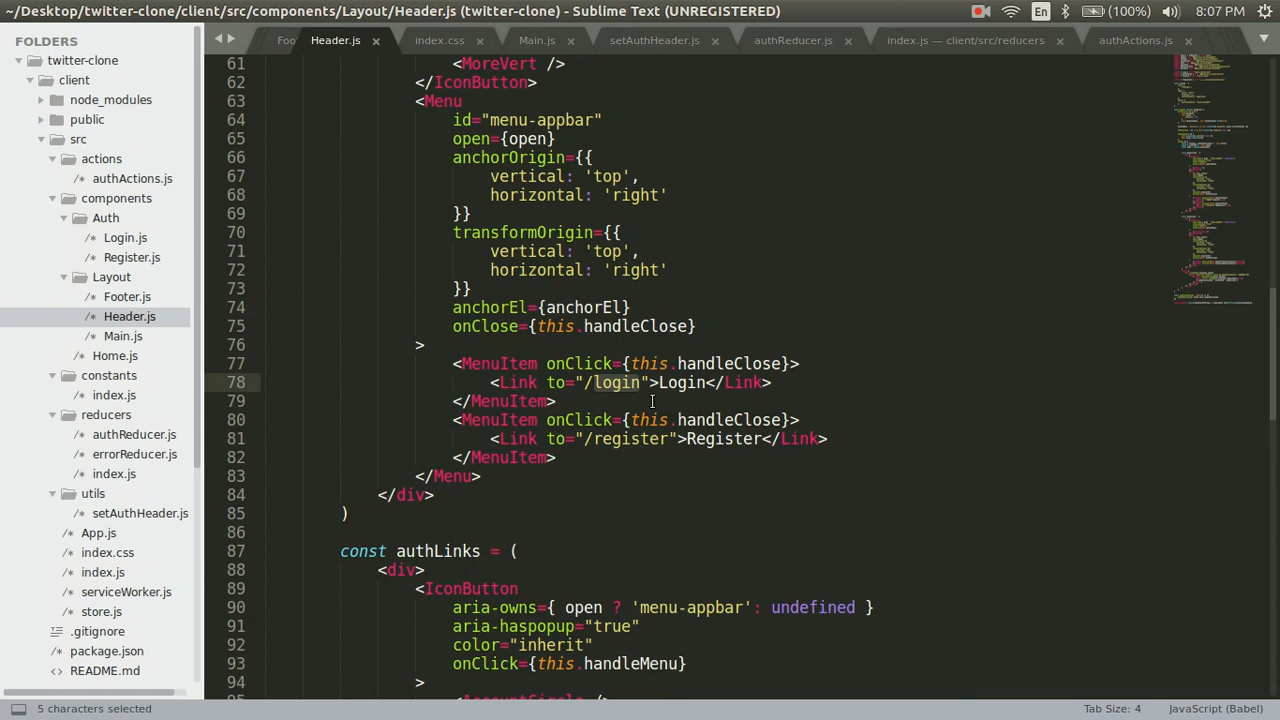 ~/Desktop/twitter-clone/client/src/components/Layout/Header.js (twitter-clone) - Sublime Text (UNREGISTERED)
En (100%) 8:07 PM
FOLDERS
twitter-clone
client
node_modules
public
src
actions
authActions.js
components
Auth
Login.js
Register.js
Layout
Footer.js
Header.js
Main.js
Home.js
constants
index.js
reducers
authReducer.js
errorReducer.js
index.js
utils
setAuthHeader.js
App.js
index.css
index.js
serviceWorker.js
store.js
.gitignore
package.json
README.md
Foo Header.js × index.css × Main.js × setAuthHeader.js × authReducer.js × index.js — client/src/reducers × authActions.js ×
61 <MoreVert />
62 </IconButton>
63 <Menu
64 id="menu-appbar"
65 open={open}
66 anchorOrigin={{
67 vertical: 'top',
68 horizontal: 'right'
69 }}
70 transformOrigin={{
71 vertical: 'top',
72 horizontal: 'right'
73 }}
74 anchorEl={anchorEl}
75 onClose={this.handleClose}
76 >
77 <MenuItem onClick={this.handleClose}>
78 <Link to="/login">Login</Link>
79 </MenuItem>
80 <MenuItem onClick={this.handleClose}>
81 <Link to="/register">Register</Link>
82 </MenuItem>
83 </Menu>
84 </div>
85 )
86
87 const authLinks = (
88 <div>
89 <IconButton
90 aria-owns={ open ? 'menu-appbar': undefined }
91 aria-haspopup="true"
92 color="inherit"
93 onClick={this.handleMenu}
94 >
95 <AccountCircle />
5 characters selected Tab Size: 4 JavaScript (Babel)